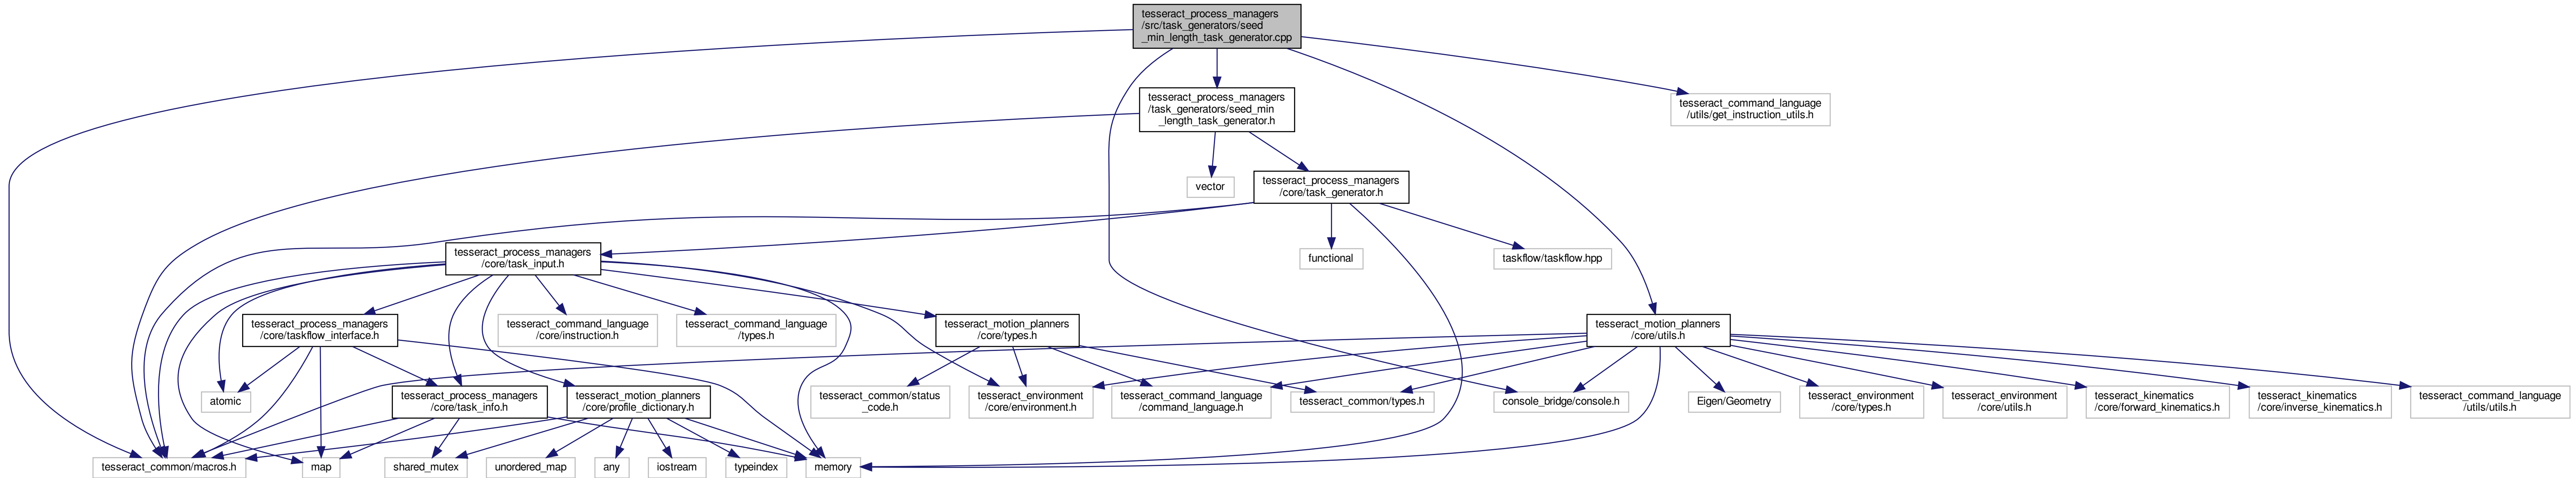 tesseract_process_managers
/src/task_generators/seed
_min_length_task_generator.cpp
tesseract_process_managers
/task_generators/seed_min
_length_task_generator.h
tesseract_command_language
/utils/get_instruction_utils.h
vector
tesseract_process_managers
/core/task_generator.h
tesseract_process_managers
/core/task_input.h
functional
taskflow/taskflow.hpp
tesseract_process_managers
/core/taskflow_interface.h
tesseract_command_language
/core/instruction.h
tesseract_command_language
/types.h
tesseract_motion_planners
/core/types.h
tesseract_motion_planners
/core/utils.h
atomic
tesseract_process_managers
/core/task_info.h
tesseract_motion_planners
/core/profile_dictionary.h
tesseract_common/status
_code.h
tesseract_environment
/core/environment.h
tesseract_command_language
/command_language.h
tesseract_common/types.h
console_bridge/console.h
Eigen/Geometry
tesseract_environment
/core/types.h
tesseract_environment
/core/utils.h
tesseract_kinematics
/core/forward_kinematics.h
tesseract_kinematics
/core/inverse_kinematics.h
tesseract_command_language
/utils/utils.h
tesseract_common/macros.h
map
shared_mutex
unordered_map
any
iostream
typeindex
memory